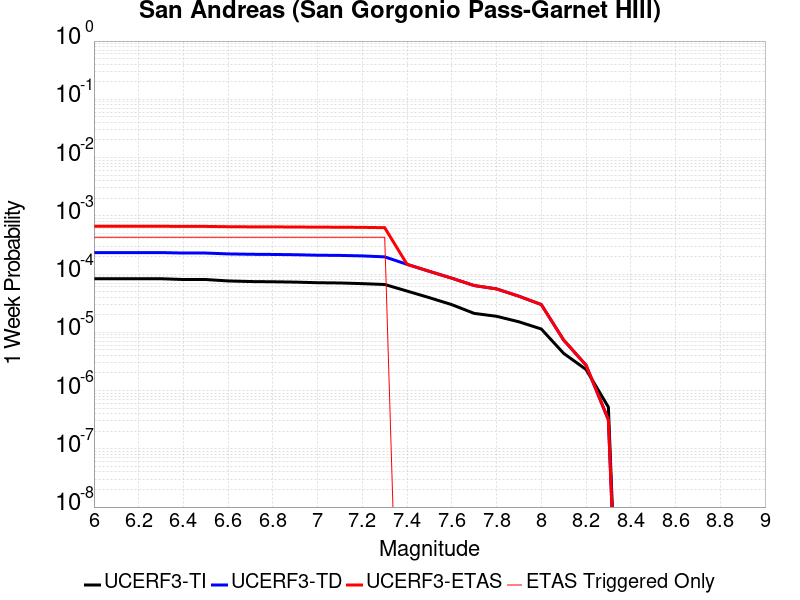 San Andreas (San Gorgonio Pass-Garnet HIll)
10^0
10^-1
10^-2
10^-3
10^-4
10^-5
10^-6
10^-7
10^-8
1 Week Probability
6 6.2 6.4 6.6 6.8 7 7.2 7.4 7.6 7.8 8 8.2 8.4 8.6 8.8 9
Magnitude
UCERF3-TI UCERF3-TD UCERF3-ETAS ETAS Triggered Only